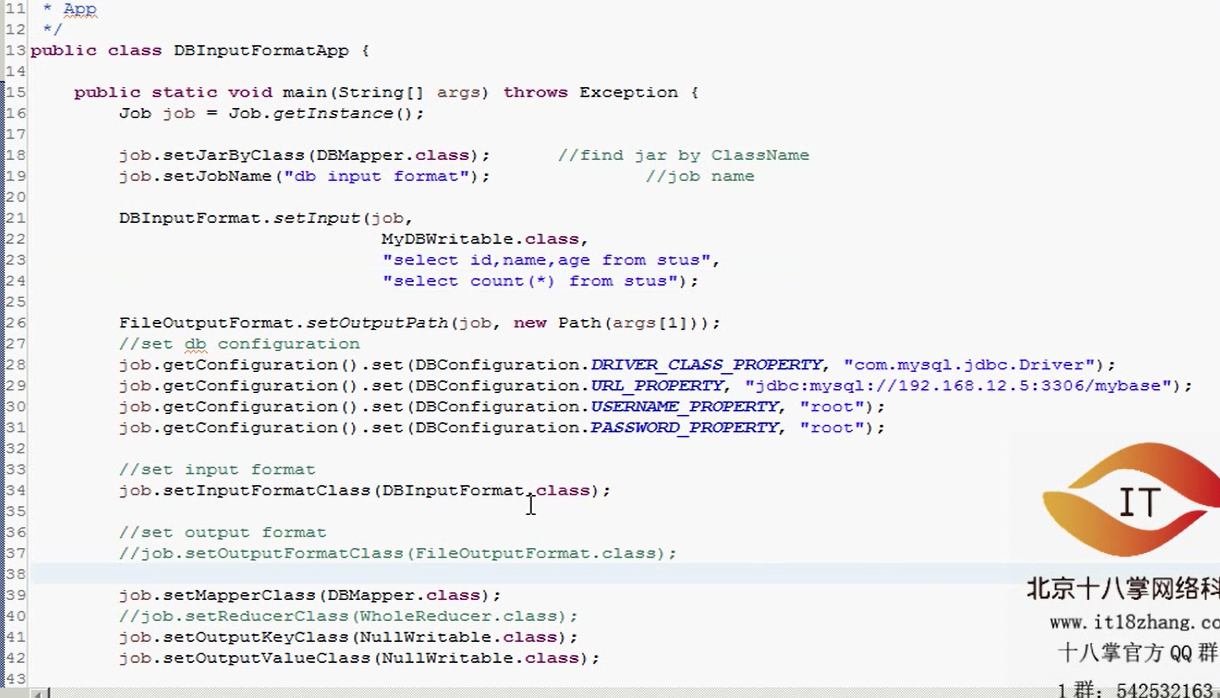 11 * App
12 */
13 public class DBInputFormatApp {
14
15 public static void main(String[] args) throws Exception {
16 Job job = Job.getInstance();
17
18 job.setJarByClass(DBMapper.class); //find jar by ClassName
19 job.setJobName("db input format"); //job name
20
21 DBInputFormat.setInput(job,
22 MyDBWritable.class,
23 "select id,name,age from stus",
24 "select count(*) from stus");
25
26 FileOutputFormat.setOutputPath(job, new Path(args[1]));
27 //set db configuration
28 job.getConfiguration().set(DBConfiguration.DRIVER_CLASS_PROPERTY, "com.mysql.jdbc.Driver");
29 job.getConfiguration().set(DBConfiguration.URL_PROPERTY, "jdbc:mysql://192.168.12.5:3306/mybase");
30 job.getConfiguration().set(DBConfiguration.USERNAME_PROPERTY, "root");
31 job.getConfiguration().set(DBConfiguration.PASSWORD_PROPERTY, "root");
32
33 //set input format
34 job.setInputFormatClass(DBInputFormat.class);
35
36 //set output format
37 //job.setOutputFormatClass(FileOutputFormat.class);
38
39 job.setMapperClass(DBMapper.class);
40 //job.setReducerClass(WholeReducer.class);
41 job.setOutputKeyClass(NullWritable.class);
42 job.setOutputValueClass(NullWritable.class);
43
IT
北京十八掌网络科
www.it18zhang.co
十八掌官方QQ群
1群：542532163